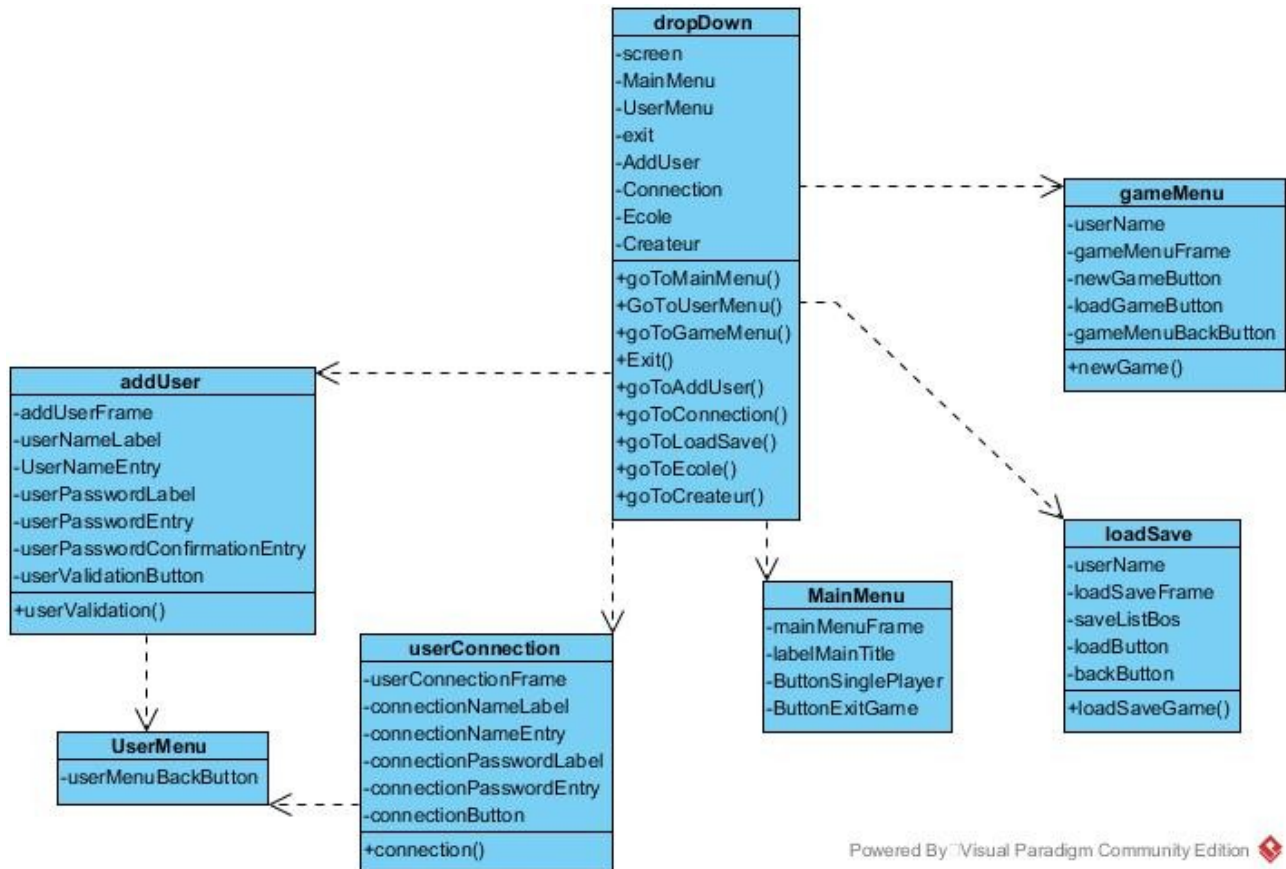 dropDown
-screen
-MainMenu
-UserMenu
-exit
-AddUser
-Connection
-Ecole
-Createur
+goToMainMenu()
+GoToUserMenu()
+goToGameMenu()
+Exit()
+goToAddUser()
+goToConnection()
+goToLoadSave()
+goToEcole()
+goToCreateur()
gameMenu
-userName
-gameMenuFrame
-newGameButton
-loadGameButton
-gameMenuBackButton
+newGame()
addUser
-addUserFrame
-userNameLabel
-UserNameEntry
-userPasswordLabel
-userPasswordEntry
-userPasswordConfirmationEntry
-userValidationButton
+userValidation()
loadSave
-userName
-loadSaveFrame
-saveListBos
-loadButton
-backButton
+loadSaveGame()
MainMenu
-mainMenuFrame
-labelMainTitle
-ButtonSinglePlayer
-ButtonExitGame
userConnection
-userConnectionFrame
-connectionNameLabel
-connectionNameEntry
-connectionPasswordLabel
-connectionPasswordEntry
-connectionButton
+connection()
UserMenu
-userMenuBackButton
Powered By Visual Paradigm Community Edition